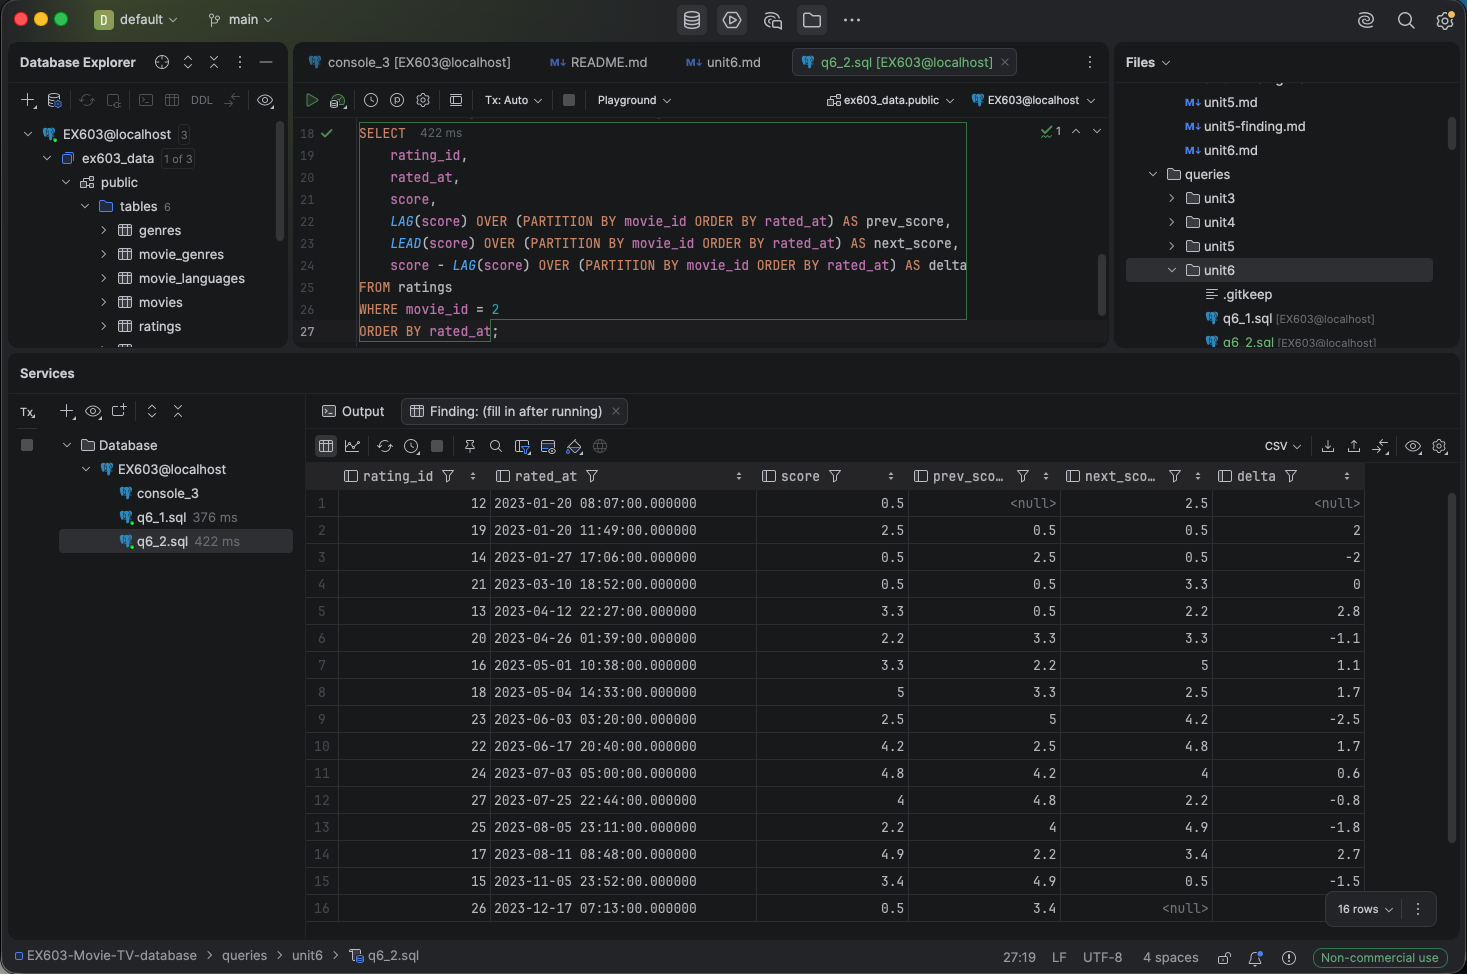 D default main
Database Explorer
DDL
EX603@localhost 3
ex603_data 1 of 3
public
tables 6
genres
movie_genres
movie_languages
movies
ratings
console_3 [EX603@localhost] M↓ README.md M↓ unit6.md q6_2.sql [EX603@localhost]
Tx: Auto Playground ex603_data.public EX603@localhost
18 SELECT 422 ms 1
19 rating_id,
20 rated_at,
21 score,
22 LAG(score) OVER (PARTITION BY movie_id ORDER BY rated_at) AS prev_score,
23 LEAD(score) OVER (PARTITION BY movie_id ORDER BY rated_at) AS next_score,
24 score - LAG(score) OVER (PARTITION BY movie_id ORDER BY rated_at) AS delta
25 FROM ratings
26 WHERE movie_id = 2
27 ORDER BY rated_at;
Files
M↓ unit5.md
M↓ unit5-finding.md
M↓ unit6.md
queries
unit3
unit4
unit5
unit6
.gitkeep
q6_1.sql [EX603@localhost]
q6_2.sql [EX603@localhost]
Services
Tx
Database
EX603@localhost
console_3
q6_1.sql 376 ms
q6_2.sql 422 ms
Output Finding: (fill in after running)
CSV
rating_id rated_at score prev_sco... next_sco... delta
1 12 2023-01-20 08:07:00.000000 0.5 <null> 2.5 <null>
2 19 2023-01-20 11:49:00.000000 2.5 0.5 0.5 2
3 14 2023-01-27 17:06:00.000000 0.5 2.5 0.5 -2
4 21 2023-03-10 18:52:00.000000 0.5 0.5 3.3 0
5 13 2023-04-12 22:27:00.000000 3.3 0.5 2.2 2.8
6 20 2023-04-26 01:39:00.000000 2.2 3.3 3.3 -1.1
7 16 2023-05-01 10:38:00.000000 3.3 2.2 5 1.1
8 18 2023-05-04 14:33:00.000000 5 3.3 2.5 1.7
9 23 2023-06-03 03:20:00.000000 2.5 5 4.2 -2.5
10 22 2023-06-17 20:40:00.000000 4.2 2.5 4.8 1.7
11 24 2023-07-03 05:00:00.000000 4.8 4.2 4 0.6
12 27 2023-07-25 22:44:00.000000 4 4.8 2.2 -0.8
13 25 2023-08-05 23:11:00.000000 2.2 4 4.9 -1.8
14 17 2023-08-11 08:48:00.000000 4.9 2.2 3.4 2.7
15 15 2023-11-05 23:52:00.000000 3.4 4.9 0.5 -1.5
16 26 2023-12-17 07:13:00.000000 0.5 3.4 <null>
16 rows
EX603-Movie-TV-database > queries > unit6 > q6_2.sql
27:19 LF UTF-8 4 spaces Non-commercial use